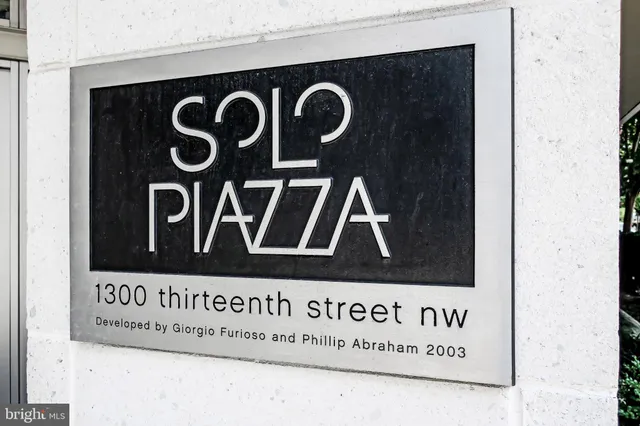 SOLO
PIAZZA
1300 thirteenth street nw
Developed by Giorgio Furioso and Phillip Abraham 2003
bright MLS